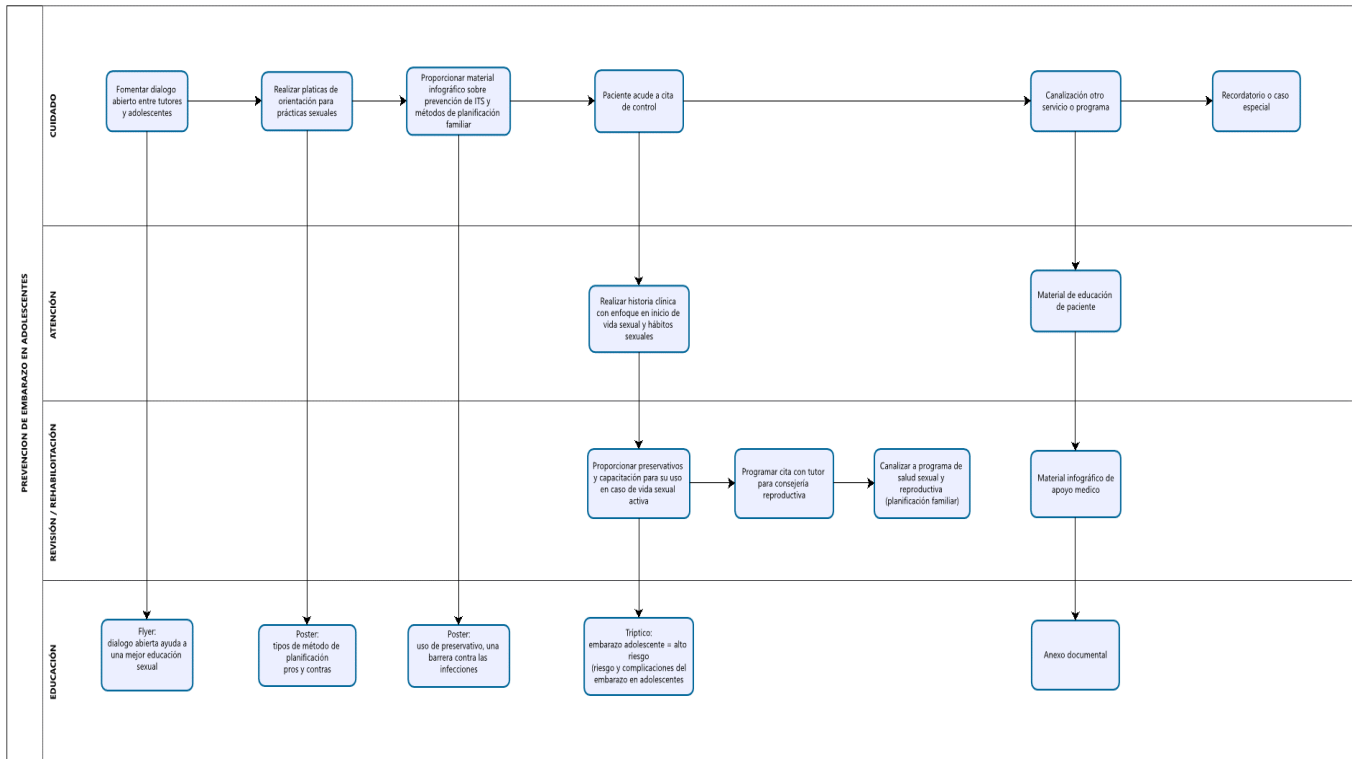 PREVENCION DE EMBARAZO EN ADOLESCENTES
CUIDADO
Fomentar dialogo
abierto entre tutores
y adolescentes
Realizar platicas de
orientación para
prácticas sexuales
Proporcionar material
infográfico sobre
prevención de ITS y
métodos de planificación
familiar
Paciente acude a cita
de control
Canalización otro
servicio o programa
Recordatorio o caso
especial
ATENCIÓN
Realizar historia clínica
con enfoque en inicio de
vida sexual y hábitos
sexuales
Material de educación
de paciente
REVISIÓN / REHABILOITACIÓN
Proporcionar preservativos
y capacitación para su uso
en caso de vida sexual
activa
Programar cita con tutor
para consejería
reproductiva
Canalizar a programa de
salud sexual y
reproductiva
(planificación familiar)
Material infográfico de
apoyo medico
EDUCACIÓN
Flyer:
dialogo abierta ayuda a
una mejor educación
sexual
Poster:
tipos de método de
planificación
pros y contras
Poster:
uso de preservativo, una
barrera contra las
infecciones
Tríptico:
embarazo adolescente = alto
riesgo
(riesgo y complicaciones del
embarazo en adolescentes
Anexo documental